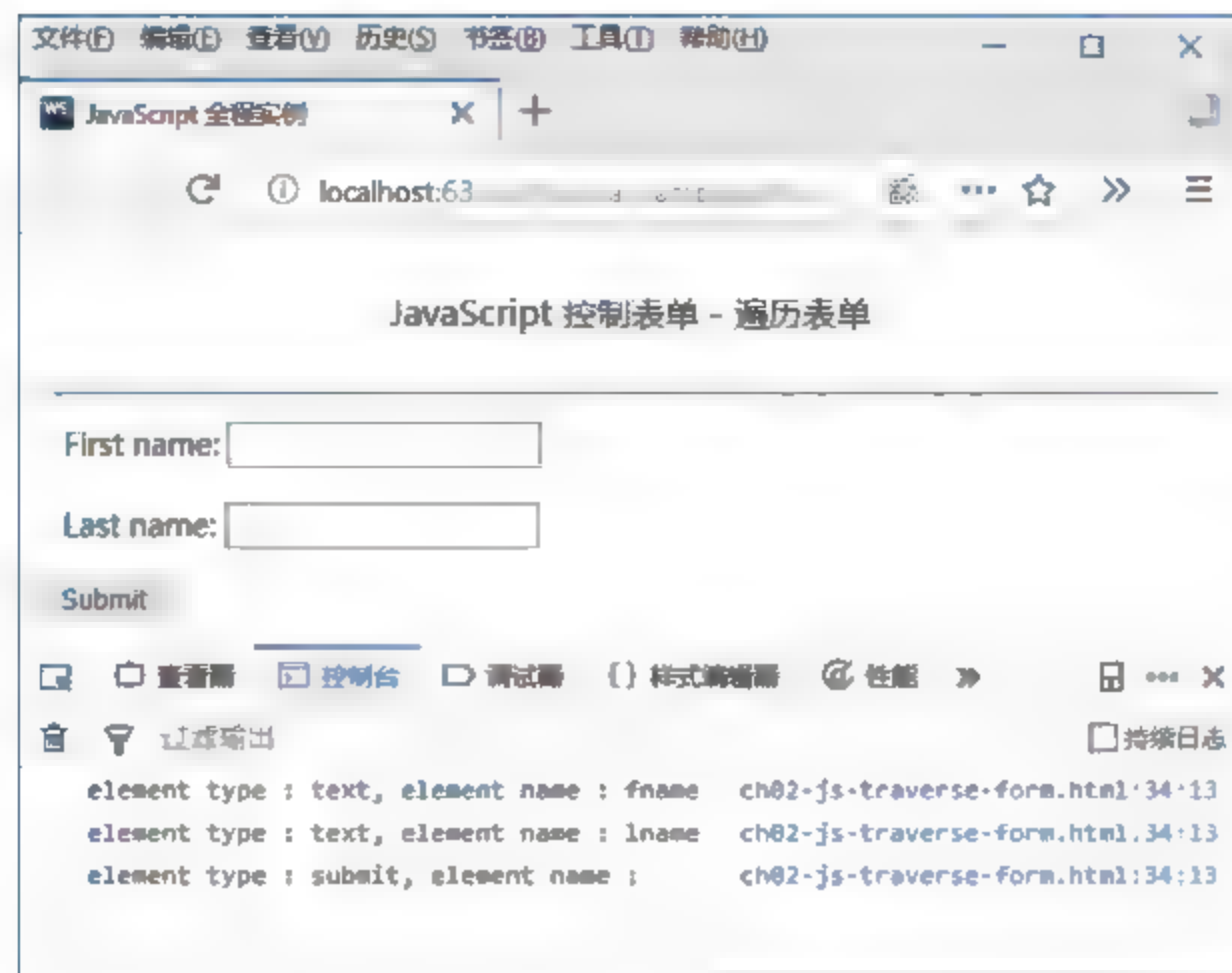 文件(F) 编辑(E) 查看(V) 历史(S) 书签(B) 工具(T) 帮助(H)
JavaScript 全程实例
localhost:63
JavaScript 控制表单 - 遍历表单
First name:
Last name:
Submit
查看器 控制台 调试器 {} 样式编辑器 性能
过滤输出 持续日志
element type : text, element name : fname ch02-js-traverse-form.html:34:13
element type : text, element name : lname ch02-js-traverse-form.html:34:13
element type : submit, element name : ch02-js-traverse-form.html:34:13